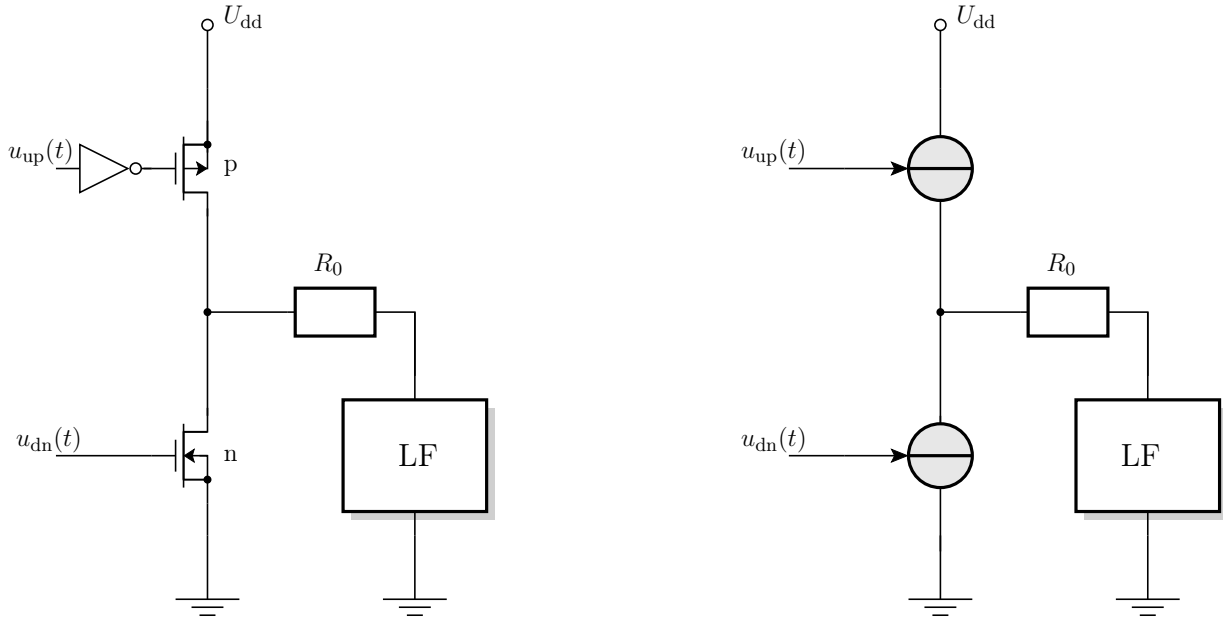 U_dd
u_up(t)
p
R_0
u_dn(t)
n
LF
U_dd
u_up(t)
R_0
u_dn(t)
LF